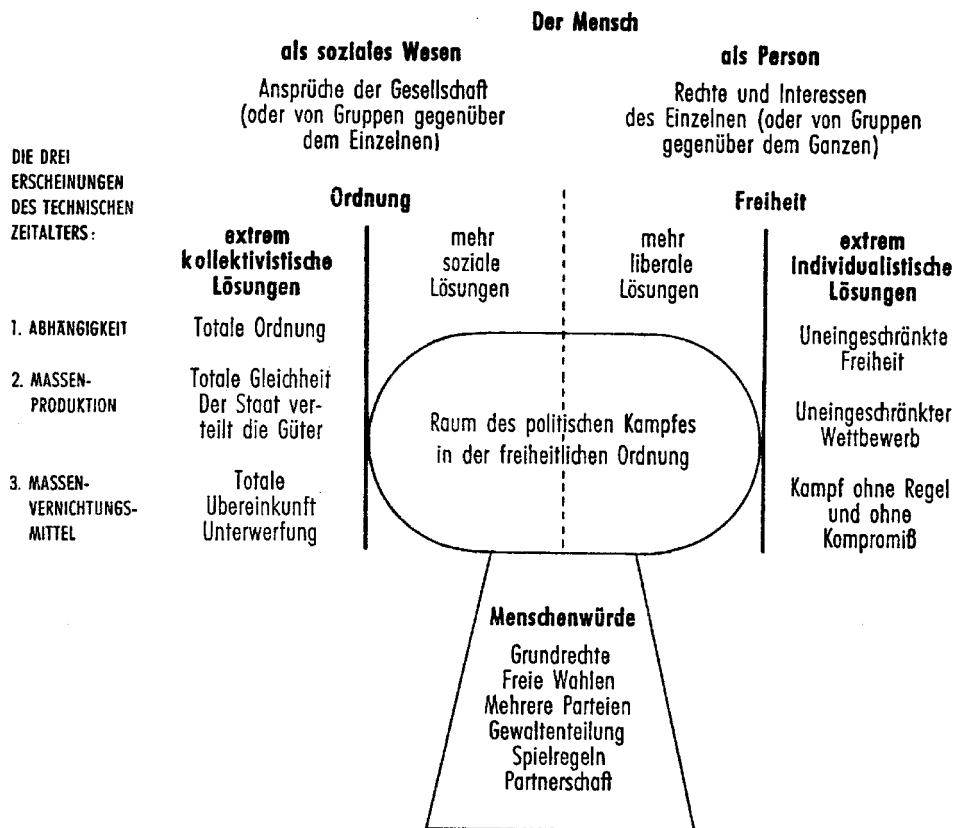 Der Mensch
als soziales Wesen
Ansprüche der Gesellschaft
(oder von Gruppen gegenüber
dem Einzelnen)
als Person
Rechte und Interessen
des Einzelnen (oder von Gruppen
gegenüber dem Ganzen)
DIE DREI
ERSCHEINUNGEN
DES TECHNISCHEN
ZEITALTERS:
Ordnung
Freiheit
extrem
kollektivistische
Lösungen
mehr
soziale
Lösungen
mehr
liberale
Lösungen
extrem
individualistische
Lösungen
1. ABHÄNGIGKEIT
Totale Ordnung
Uneingeschränkte
Freiheit
2. MASSEN-
PRODUKTION
Totale Gleichheit
Der Staat ver-
teilt die Güter
Uneingeschränkter
Wettbewerb
3. MASSEN-
VERNICHTUNGS-
MITTEL
Totale
Übereinkunft
Unterwerfung
Kampf ohne Regel
und ohne
Kompromiß
Raum des politischen Kampfes
in der freiheitlichen Ordnung
Menschenwürde
Grundrechte
Freie Wahlen
Mehrere Parteien
Gewaltenteilung
Spielregeln
Partnerschaft